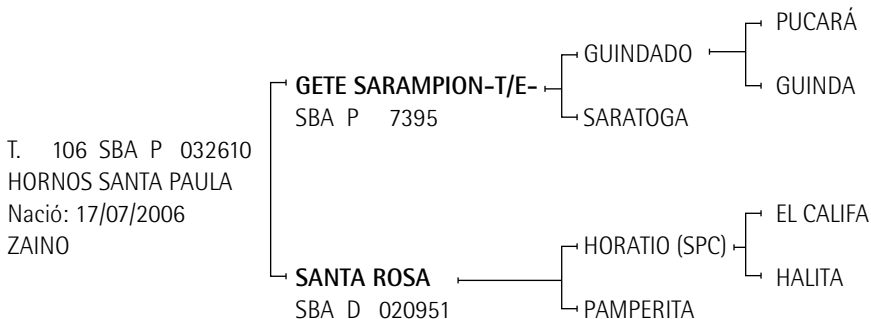 T. 106 SBA P 032610
HORNOS SANTA PAULA
Nació: 17/07/2006
ZAINO
GETE SARAMPION-T/E-
SBA P 7395
GUINDADO
SARATOGA
PUCARÁ
GUINDA
SANTA ROSA
SBA D 020951
HORATIO (SPC)
PAMPERITA
EL CALIFA
HALITA